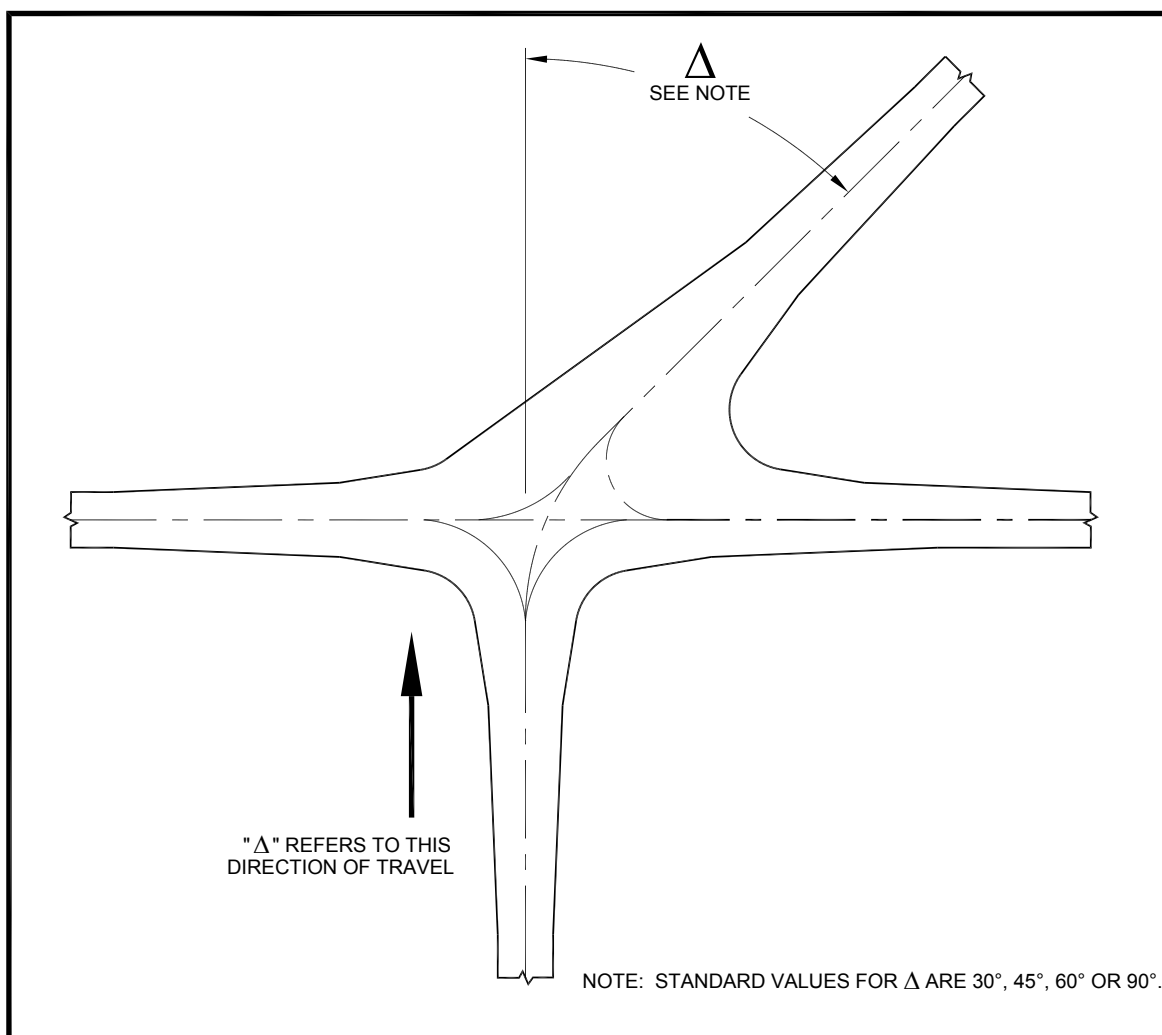 Δ
SEE NOTE
"Δ" REFERS TO THIS
DIRECTION OF TRAVEL
NOTE: STANDARD VALUES FOR Δ ARE 30°, 45°, 60° OR 90°.